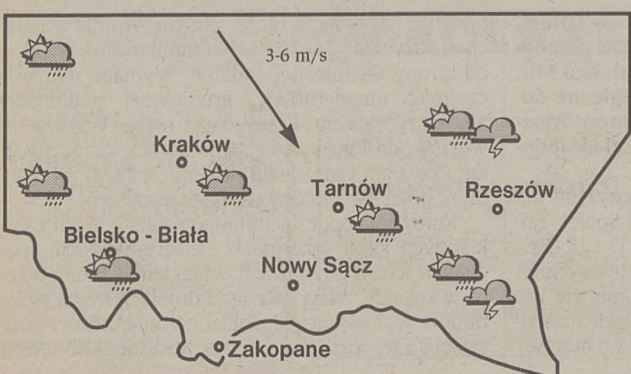 3-6 m/s
Kraków
Tarnów
Rzeszów
Bielsko - Biała
Nowy Sącz
Zakopane